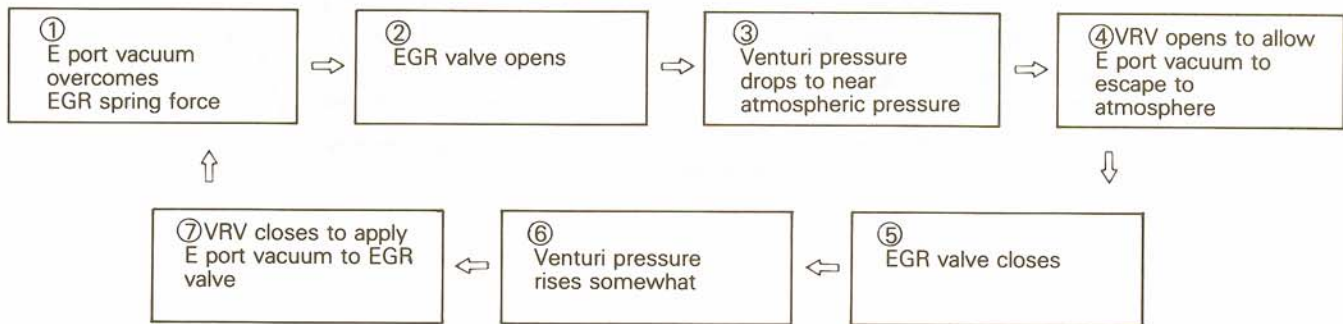 ①
E port vacuum
overcomes
EGR spring force
②
EGR valve opens
③
Venturi pressure
drops to near
atmospheric pressure
④VRV opens to allow
E port vacuum to
escape to
atmosphere
⑤
EGR valve closes
⑥
Venturi pressure
rises somewhat
⑦VRV closes to apply
E port vacuum to EGR
valve